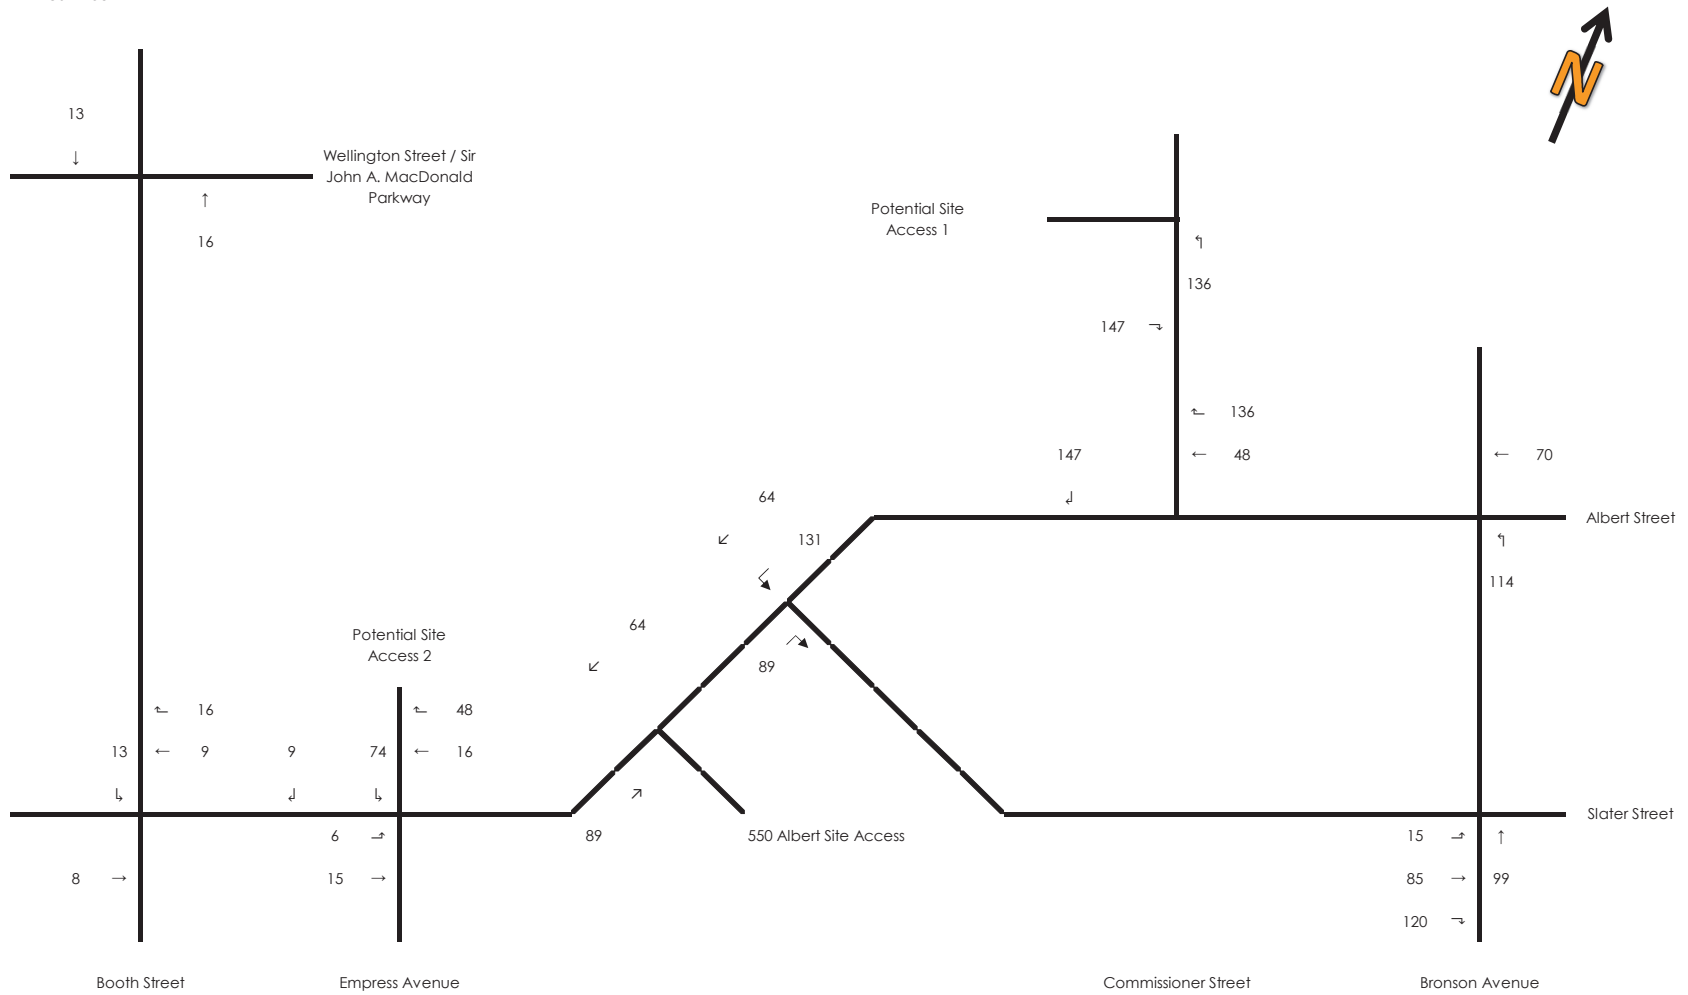 N
13
Wellington Street / Sir
John A. MacDonald
Parkway
↓
↑
16
Potential Site
Access 1
↰
136
147 ⬎
↰ 136
147 ← 48
← 70
64
↲
Albert Street
↙ 131
↰
114
64
Potential Site
Access 2
↙
89
16
48
13 ← 9 9 74 ← 16
↳ ↲ ↳
↗
Slater Street
6
89
550 Albert Site Access
15 ↑
8 →
15 →
85 → 99
120
Booth Street
Empress Avenue
Commissioner Street
Bronson Avenue